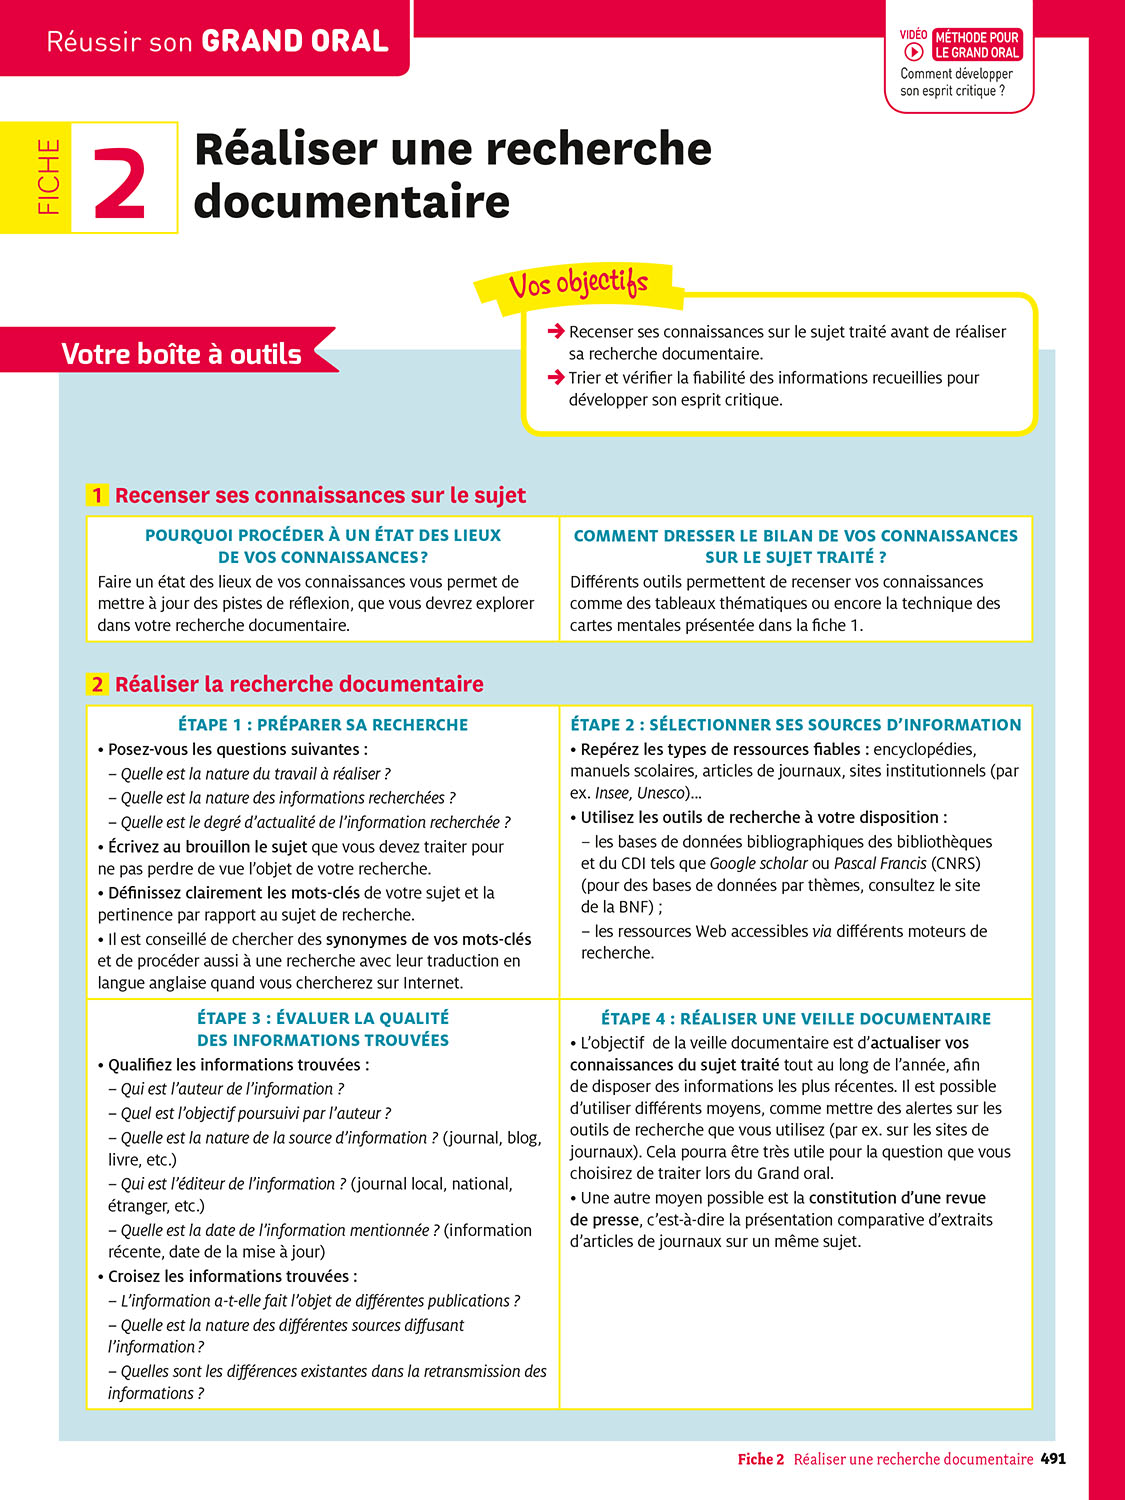 Réussir son GRAND ORAL
VIDÉO
MÉTHODE POUR
LE GRAND ORAL
Comment développer
son esprit critique ?
FICHE
2
Réaliser une recherche
documentaire
Vos objectifs
Recenser ses connaissances sur le sujet traité avant de réaliser
sa recherche documentaire.
Trier et vérifier la fiabilité des informations recueillies pour
développer son esprit critique.
Votre boîte à outils
1 Recenser ses connaissances sur le sujet
POURQUOI PROCÉDER À UN ÉTAT DES LIEUX
DE VOS CONNAISSANCES ?
Faire un état des lieux de vos connaissances vous permet de
mettre à jour des pistes de réflexion, que vous devrez explorer
dans votre recherche documentaire.
COMMENT DRESSER LE BILAN DE VOS CONNAISSANCES
SUR LE SUJET TRAITÉ ?
Différents outils permettent de recenser vos connaissances
comme des tableaux thématiques ou encore la technique des
cartes mentales présentée dans la fiche 1.
2 Réaliser la recherche documentaire
ÉTAPE 1 : PRÉPARER SA RECHERCHE
• Posez-vous les questions suivantes :
– Quelle est la nature du travail à réaliser ?
– Quelle est la nature des informations recherchées ?
– Quelle est le degré d'actualité de l'information recherchée ?
• Écrivez au brouillon le sujet que vous devez traiter pour
ne pas perdre de vue l'objet de votre recherche.
• Définissez clairement les mots-clés de votre sujet et la
pertinence par rapport au sujet de recherche.
• Il est conseillé de chercher des synonymes de vos mots-clés
et de procéder aussi à une recherche avec leur traduction en
langue anglaise quand vous chercherez sur Internet.
ÉTAPE 2 : SÉLECTIONNER SES SOURCES D'INFORMATION
• Repérez les types de ressources fiables : encyclopédies,
manuels scolaires, articles de journaux, sites institutionnels (par
ex. Insee, Unesco)...
• Utilisez les outils de recherche à votre disposition :
– les bases de données bibliographiques des bibliothèques
et du CDI tels que Google scholar ou Pascal Francis (CNRS)
(pour des bases de données par thèmes, consultez le site
de la BNF) ;
– les ressources Web accessibles via différents moteurs de
recherche.
ÉTAPE 3 : ÉVALUER LA QUALITÉ
DES INFORMATIONS TROUVÉES
• Qualifiez les informations trouvées :
– Qui est l'auteur de l'information ?
– Quel est l'objectif poursuivi par l'auteur ?
– Quelle est la nature de la source d'information ? (journal, blog,
livre, etc.)
– Qui est l'éditeur de l'information ? (journal local, national,
étranger, etc.)
– Quelle est la date de l'information mentionnée ? (information
récente, date de la mise à jour)
• Croisez les informations trouvées :
– L'information a-t-elle fait l'objet de différentes publications ?
– Quelle est la nature des différentes sources diffusant
l'information ?
– Quelles sont les différences existantes dans la retransmission des
informations ?
ÉTAPE 4 : RÉALISER UNE VEILLE DOCUMENTAIRE
• L'objectif de la veille documentaire est d'actualiser vos
connaissances du sujet traité tout au long de l'année, afin
de disposer des informations les plus récentes. Il est possible
d'utiliser différents moyens, comme mettre des alertes sur les
outils de recherche que vous utilisez (par ex. sur les sites de
journaux). Cela pourra être très utile pour la question que vous
choisirez de traiter lors du Grand oral.
• Une autre moyen possible est la constitution d'une revue
de presse, c'est-à-dire la présentation comparative d'extraits
d'articles de journaux sur un même sujet.
Fiche 2 Réaliser une recherche documentaire 491